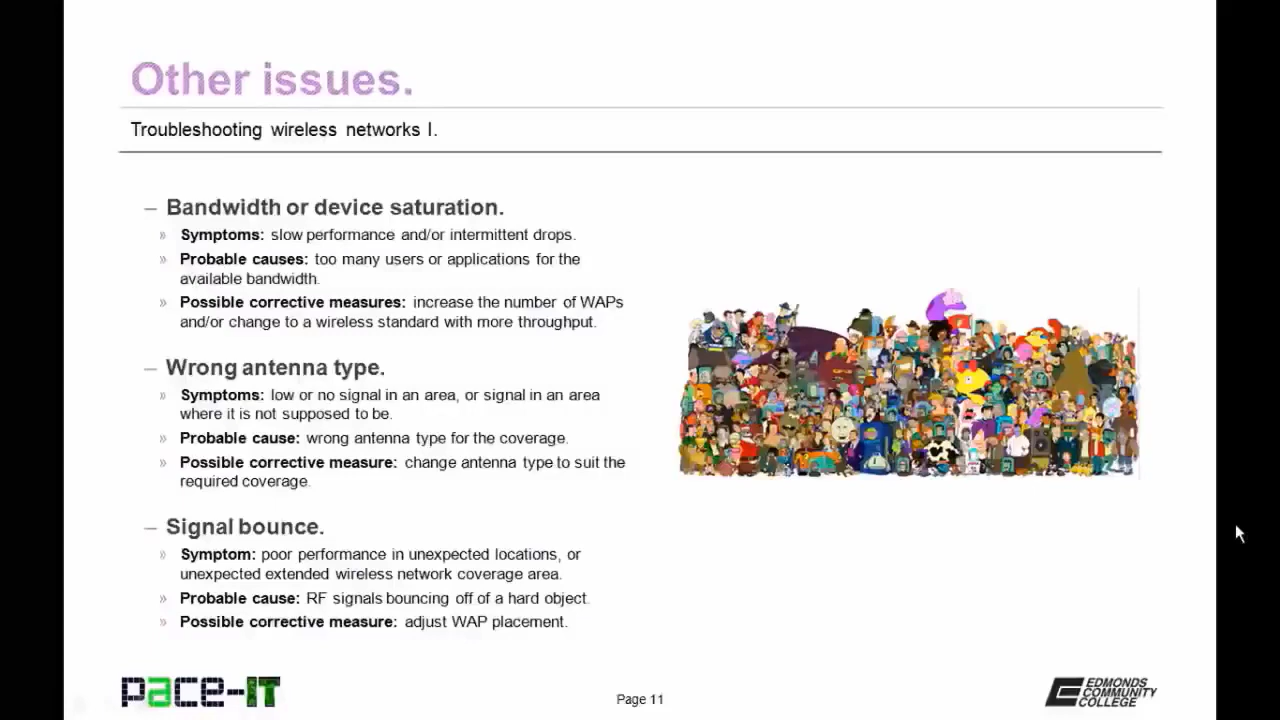 Other issues.
Troubleshooting wireless networks I.
– Bandwidth or device saturation.
» Symptoms: slow performance and/or intermittent drops.
» Probable causes: too many users or applications for the
available bandwidth.
» Possible corrective measures: increase the number of WAPs
and/or change to a wireless standard with more throughput.
– Wrong antenna type.
» Symptoms: low or no signal in an area, or signal in an area
where it is not supposed to be.
» Probable cause: wrong antenna type for the coverage.
» Possible corrective measure: change antenna type to suit the
required coverage.
– Signal bounce.
» Symptom: poor performance in unexpected locations, or
unexpected extended wireless network coverage area.
» Probable cause: RF signals bouncing off of a hard object.
» Possible corrective measure: adjust WAP placement.
pace-IT
Page 11
EDMONDS
COMMUNITY
COLLEGE